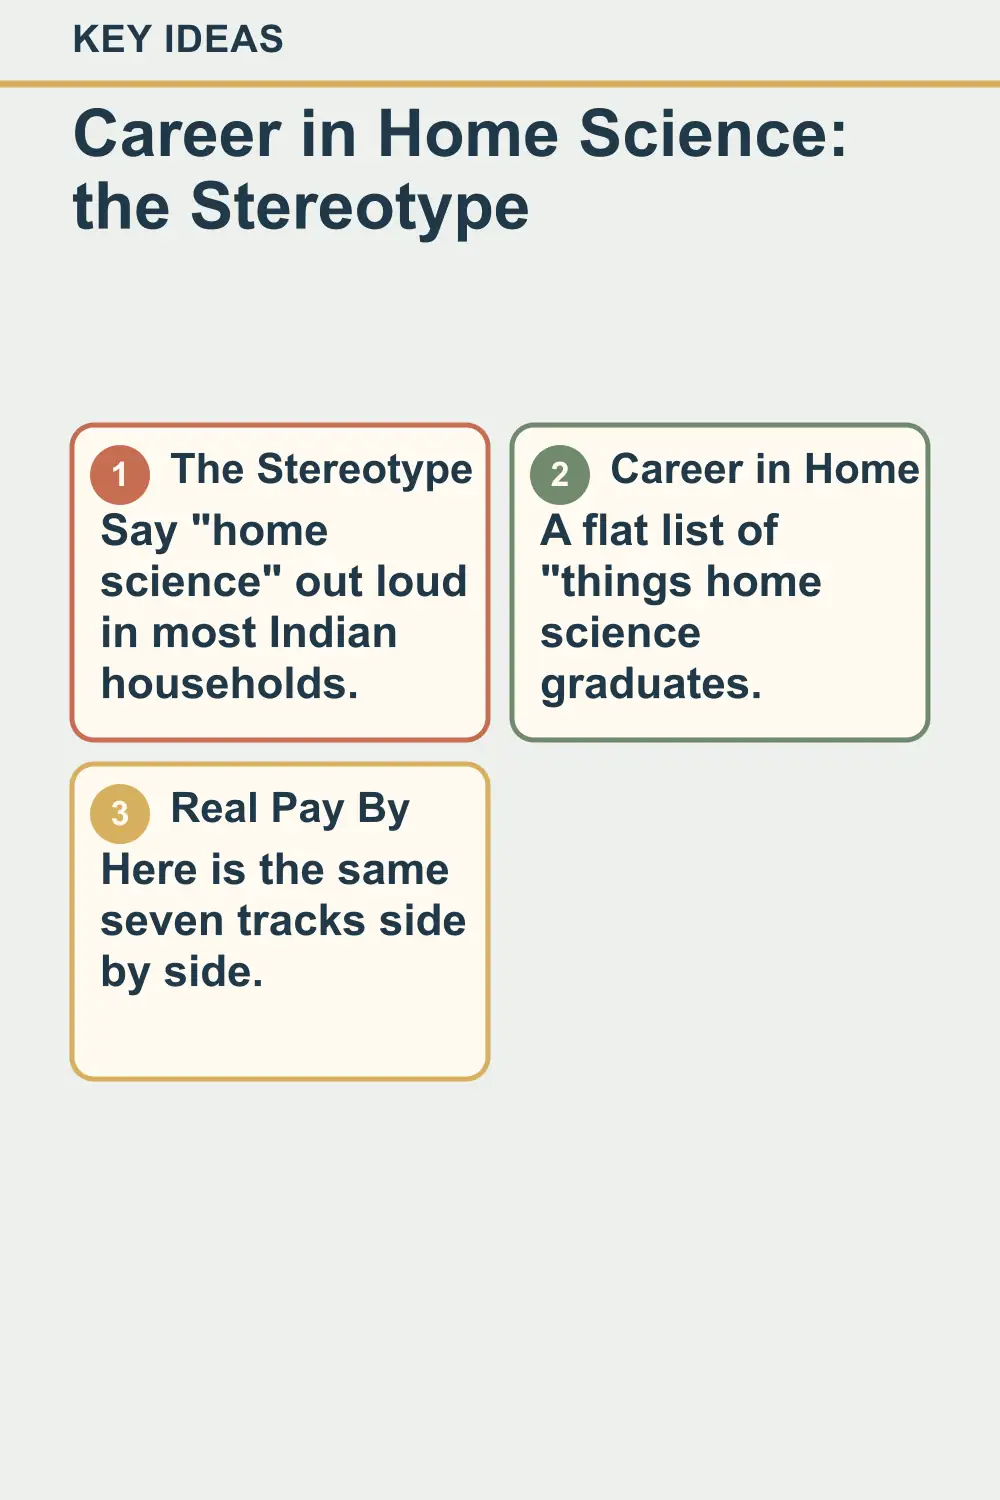 KEY IDEAS
Career in Home Science:
the Stereotype
1 The Stereotype
Say "home
science" out loud
in most Indian
households.
2 Career in Home
A flat list of
"things home
science
graduates.
3 Real Pay By
Here is the same
seven tracks side
by side.